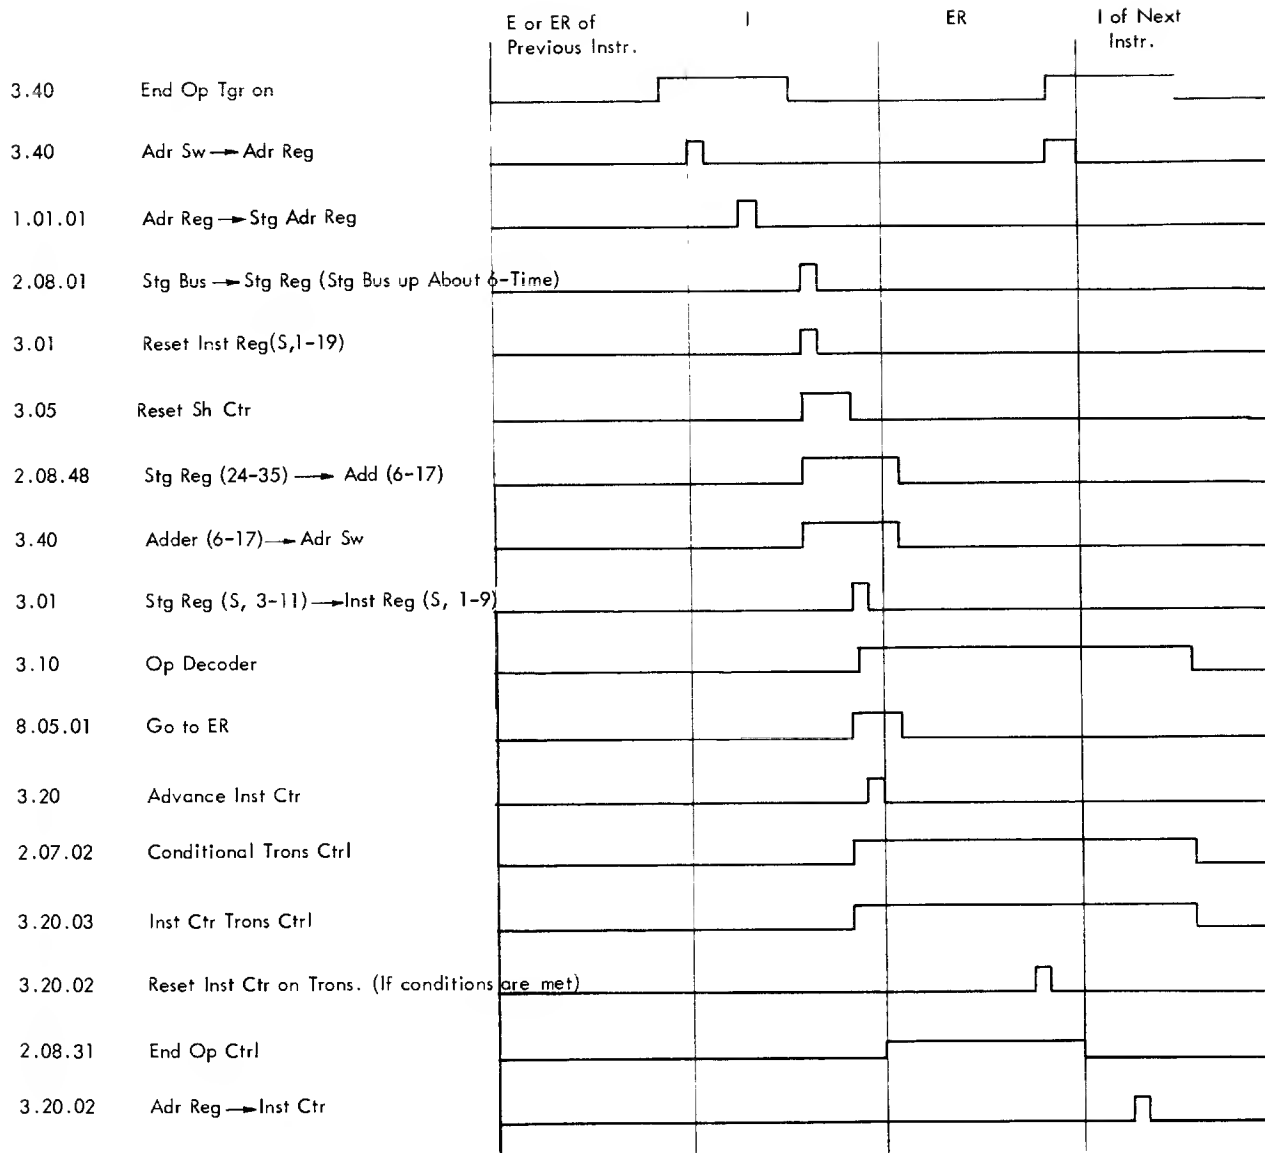 E or ER of I ER I of Next
Previous Instr. Instr.
3.40 End Op Tgr on
3.40 Adr Sw → Adr Reg
1.01.01 Adr Reg → Stg Adr Reg
2.08.01 Stg Bus → Stg Reg (Stg Bus up About 6-Time)
3.01 Reset Inst Reg(S,1-19)
3.05 Reset Sh Ctr
2.08.48 Stg Reg (24-35) → Add (6-17)
3.40 Adder (6-17) → Adr Sw
3.01 Stg Reg (S, 3-11) → Inst Reg (S, 1-9)
3.10 Op Decoder
8.05.01 Go to ER
3.20 Advance Inst Ctr
2.07.02 Conditional Trons Ctrl
3.20.03 Inst Ctr Trons Ctrl
3.20.02 Reset Inst Ctr on Trons. (If conditions are met)
2.08.31 End Op Ctrl
3.20.02 Adr Reg → Inst Ctr